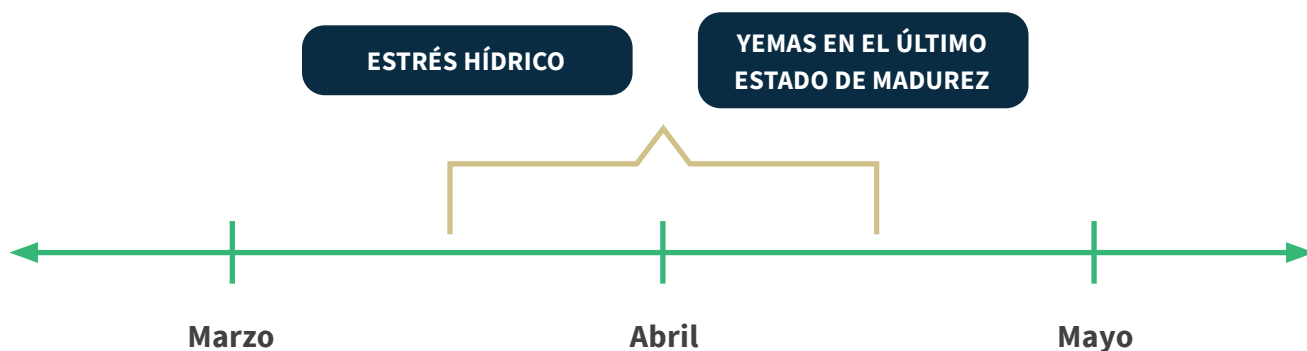 ESTRÉS HÍDRICO
YEMAS EN EL ÚLTIMO
ESTADO DE MADUREZ
Marzo
Abril
Mayo